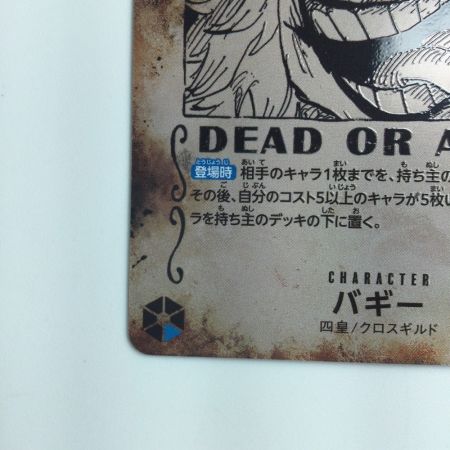 DEAD OR A
登場時 相手のキャラ1枚までを、持ち主の
その後、自分のコスト5以上のキャラが5枚い
ラを持ち主のデッキの下に置く。
CHARACTER
バギー
四皇/クロスギルド